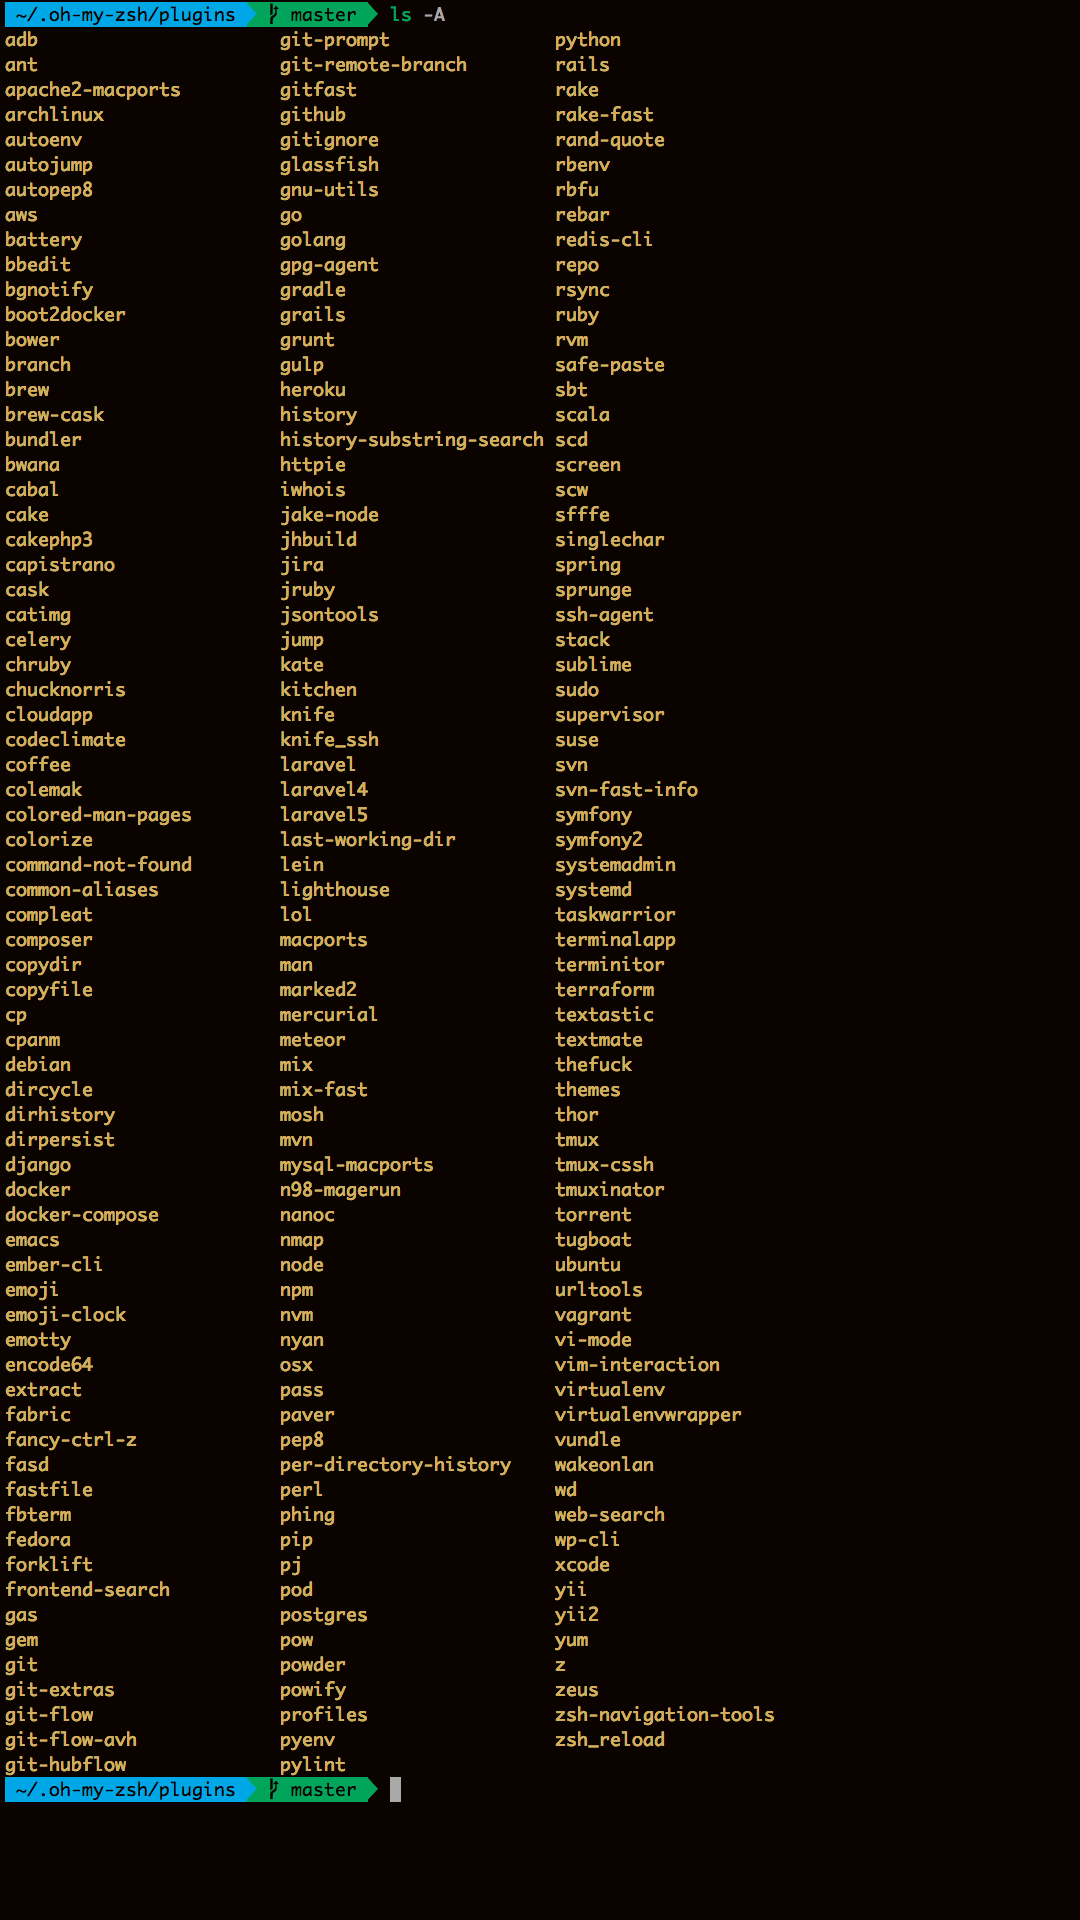 ~/.oh-my-zsh/plugins master ls -A
adb git-prompt python
ant git-remote-branch rails
apache2-macports gitfast rake
archlinux github rake-fast
autoenv gitignore rand-quote
autojump glassfish rbenv
autopep8 gnu-utils rbfu
aws go rebar
battery golang redis-cli
bbedit gpg-agent repo
bgnotify gradle rsync
boot2docker grails ruby
bower grunt rvm
branch gulp safe-paste
brew heroku sbt
brew-cask history scala
bundler history-substring-search scd
bwana httpie screen
cabal iwhois scw
cake jake-node sfffe
cakephp3 jhbuild singlechar
capistrano jira spring
cask jruby sprunge
catimg jsontools ssh-agent
celery jump stack
chruby kate sublime
chucknorris kitchen sudo
cloudapp knife supervisor
codeclimate knife_ssh suse
coffee laravel svn
colemak laravel4 svn-fast-info
colored-man-pages laravel5 symfony
colorize last-working-dir symfony2
command-not-found lein systemadmin
common-aliases lighthouse systemd
compleat lol taskwarrior
composer macports terminalapp
copydir man terminitor
copyfile marked2 terraform
cp mercurial textastic
cpanm meteor textmate
debian mix thefuck
dircycle mix-fast themes
dirhistory mosh thor
dirpersist mvn tmux
django mysql-macports tmux-cssh
docker n98-magerun tmuxinator
docker-compose nanoc torrent
emacs nmap tugboat
ember-cli node ubuntu
emoji npm urltools
emoji-clock nvm vagrant
emotty nyan vi-mode
encode64 osx vim-interaction
extract pass virtualenv
fabric paver virtualenvwrapper
fancy-ctrl-z pep8 vundle
fasd per-directory-history wakeonlan
fastfile perl wd
fbterm phing web-search
fedora pip wp-cli
forklift pj xcode
frontend-search pod yii
gas postgres yii2
gem pow yum
git powder z
git-extras powify zeus
git-flow profiles zsh-navigation-tools
git-flow-avh pyenv zsh_reload
git-hubflow pylint
~/.oh-my-zsh/plugins master